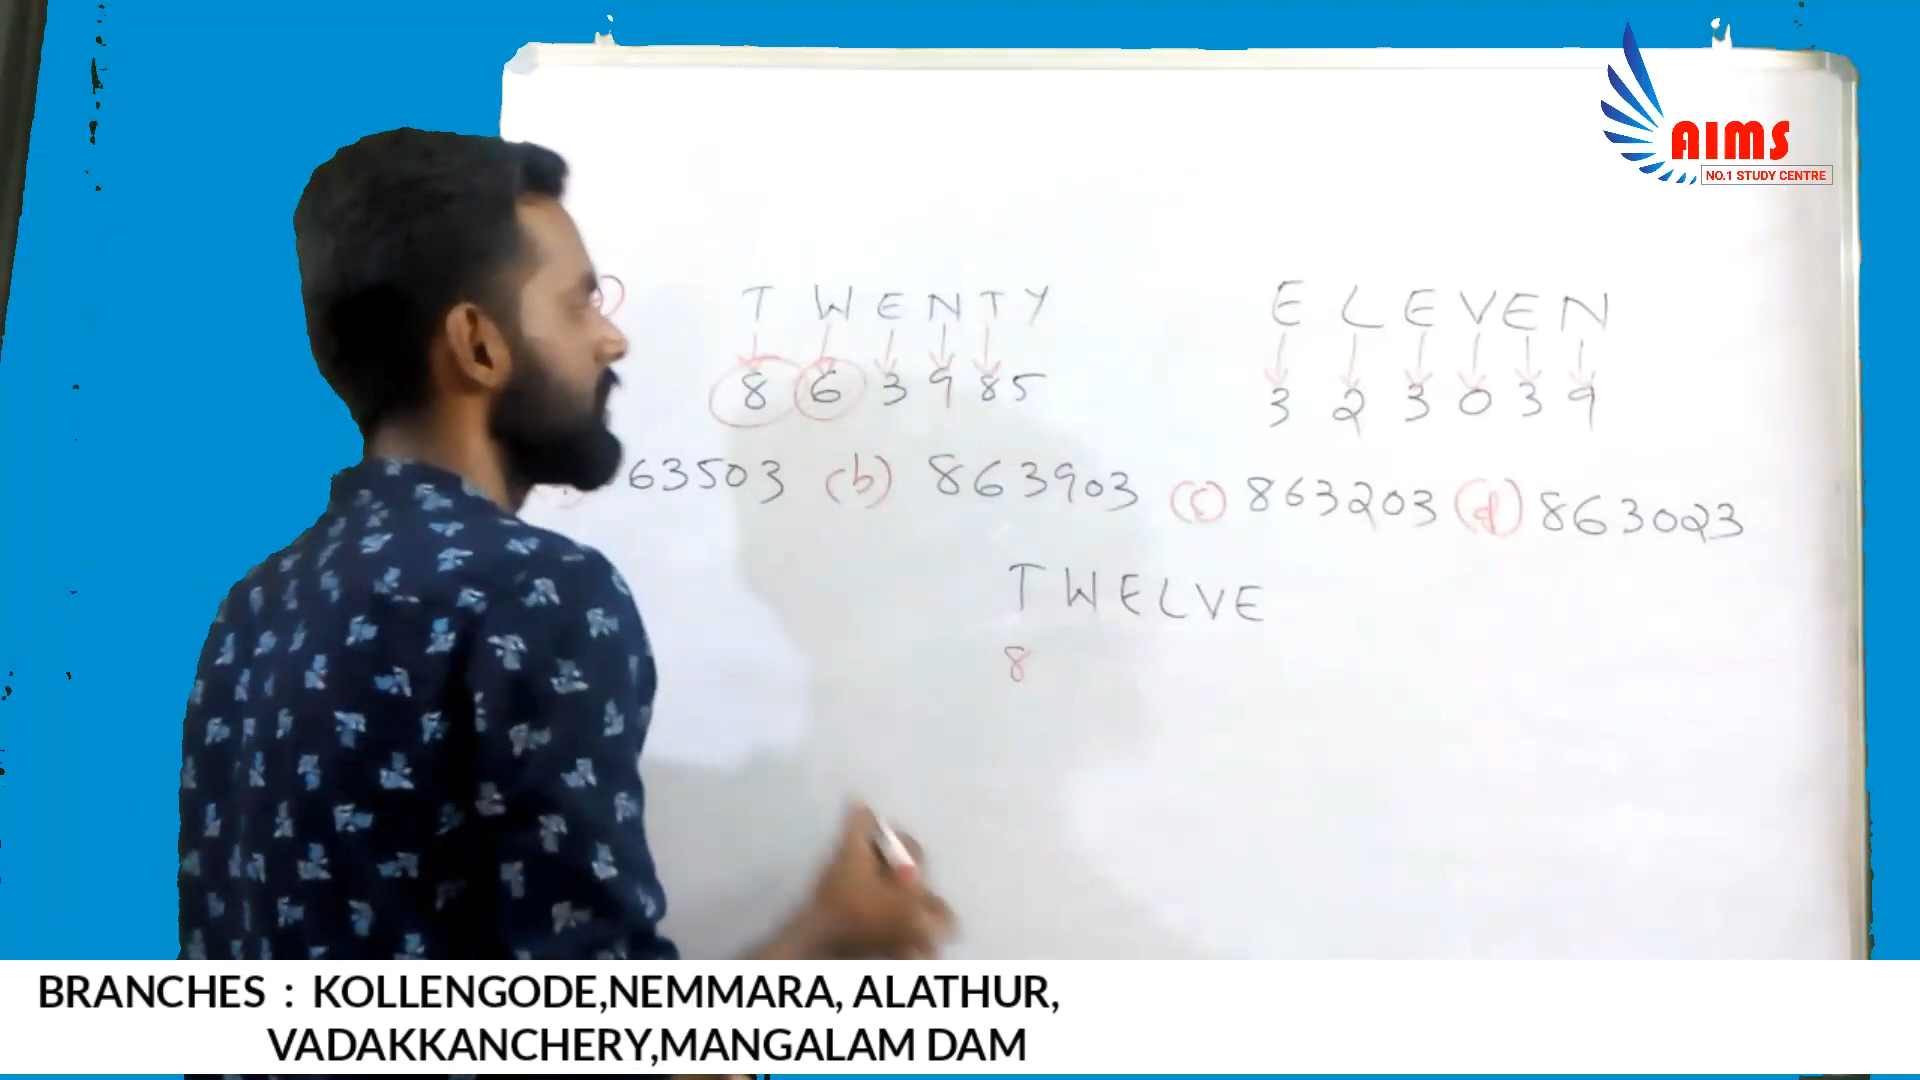 AIMS
NO.1 STUDY CENTRE
T W E N T Y E L E V E N
8 6 3 9 8 5 3 2 3 0 3 9
63503 (b) 863903 (c) 863203 (d) 863023
T W E L V E
8
BRANCHES : KOLLENGODE,NEMMARA, ALATHUR,
VADAKKANCHERY,MANGALAM DAM